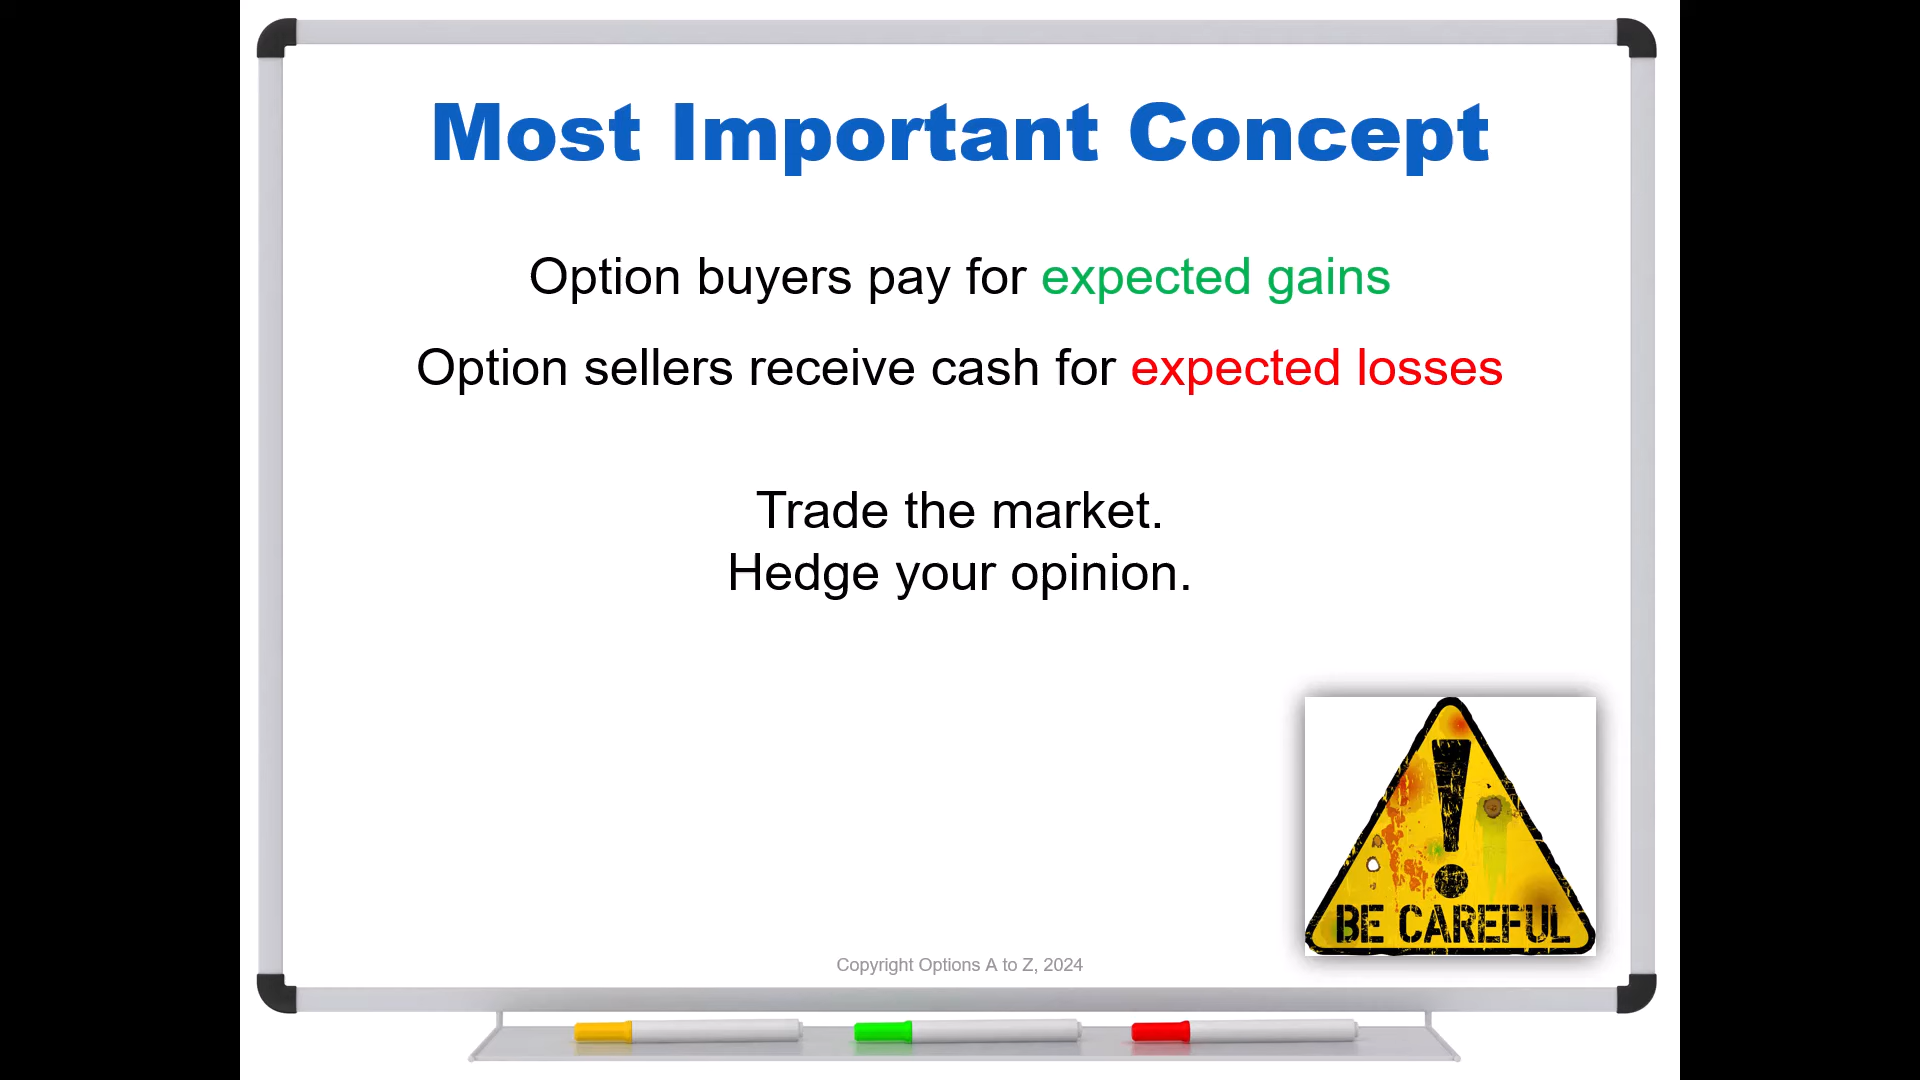 Most Important Concept
Option buyers pay for expected gains
Option sellers receive cash for expected losses
Trade the market.
Hedge your opinion.
BE CAREFUL
Copyright Options A to Z, 2024